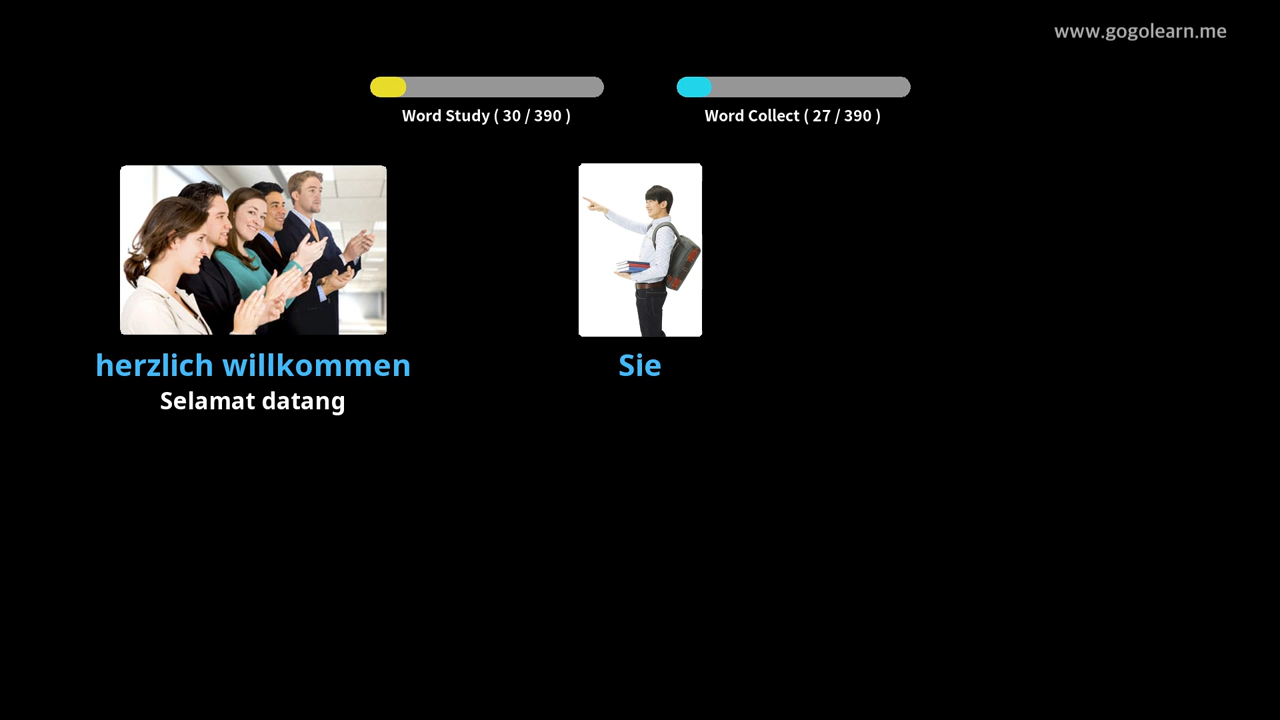 www.gogolearn.me
Word Study ( 30 / 390 )
Word Collect ( 27 / 390 )
herzlich willkommen
Selamat datang
Sie